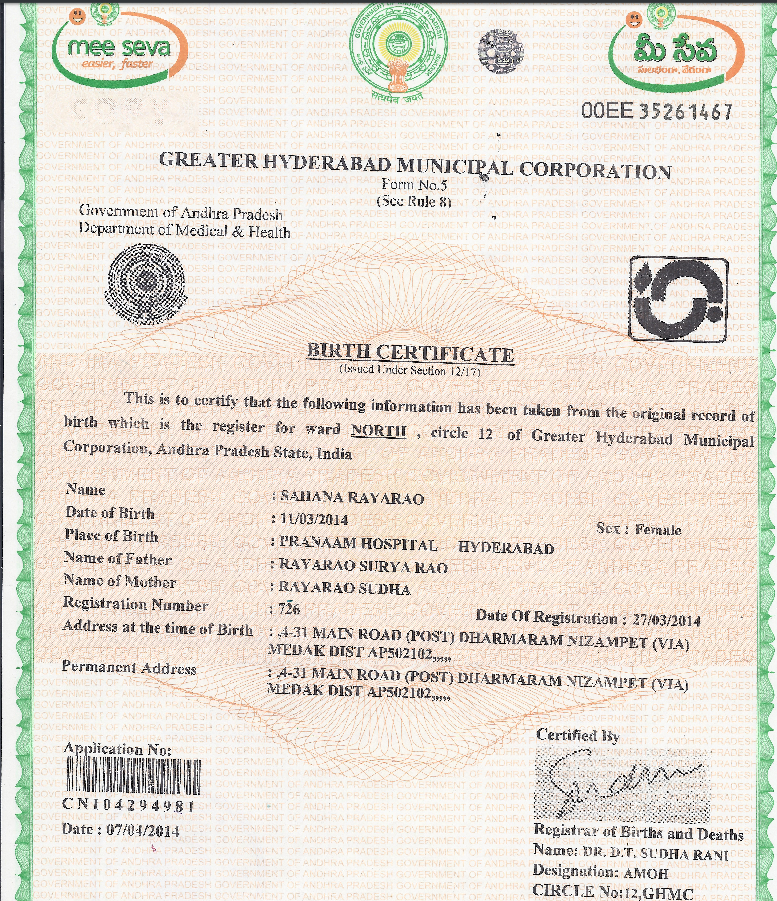 mee seva
easier, faster
सत्यमेव जयते
మీ సేవ
00EE 35261467
GREATER HYDERABAD MUNICIPAL CORPORATION
Form No.5
(See Rule 8)
Government of Andhra Pradesh
Department of Medical & Health
BIRTH CERTIFICATE
(Issued Under Section 12/17)
This is to certify that the following information has been taken from the original record of
birth which is the register for ward NORTH , circle 12 of Greater Hyderabad Municipal
Corporation, Andhra Pradesh State, India
Name : SAHANA RAYARAO
Date of Birth : 11/03/2014 Sex : Female
Place of Birth : PRANAAM HOSPITAL HYDERABAD
Name of Father : RAYARAO SURYA RAO
Name of Mother : RAYARAO SUDHA
Registration Number : 726 Date Of Registration : 27/03/2014
Address at the time of Birth : ,4-31 MAIN ROAD (POST) DHARMARAM NIZAMPET (VIA)
MEDAK DIST AP502102,,,,,
Permanent Address : ,4-31 MAIN ROAD (POST) DHARMARAM NIZAMPET (VIA)
MEDAK DIST AP502102,,,,,
Application No:
CN104294981
Date : 07/04/2014
Certified By
Registrar of Births and Deaths
Name: DR. D.T. SUDHA RANI
Designation: AMOH
CIRCLE No:12,GHMC